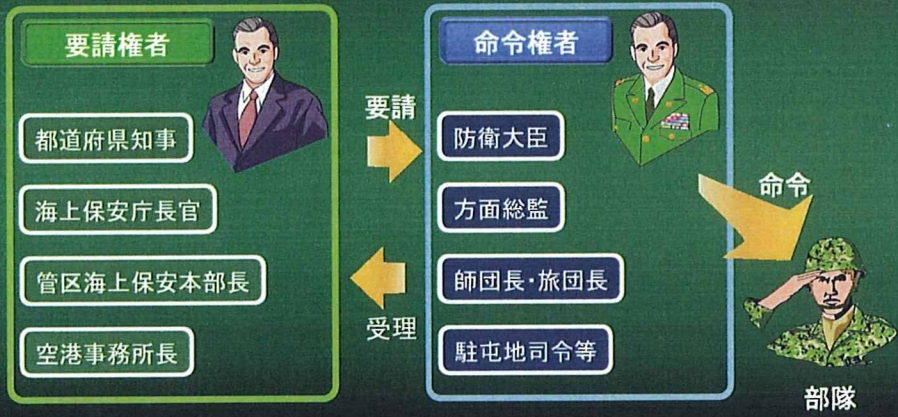 要請権者
都道府県知事
海上保安庁長官
管区海上保安本部長
空港事務所長
要請
受理
命令権者
防衛大臣
方面総監
師団長・旅団長
駐屯地司令等
命令
部隊